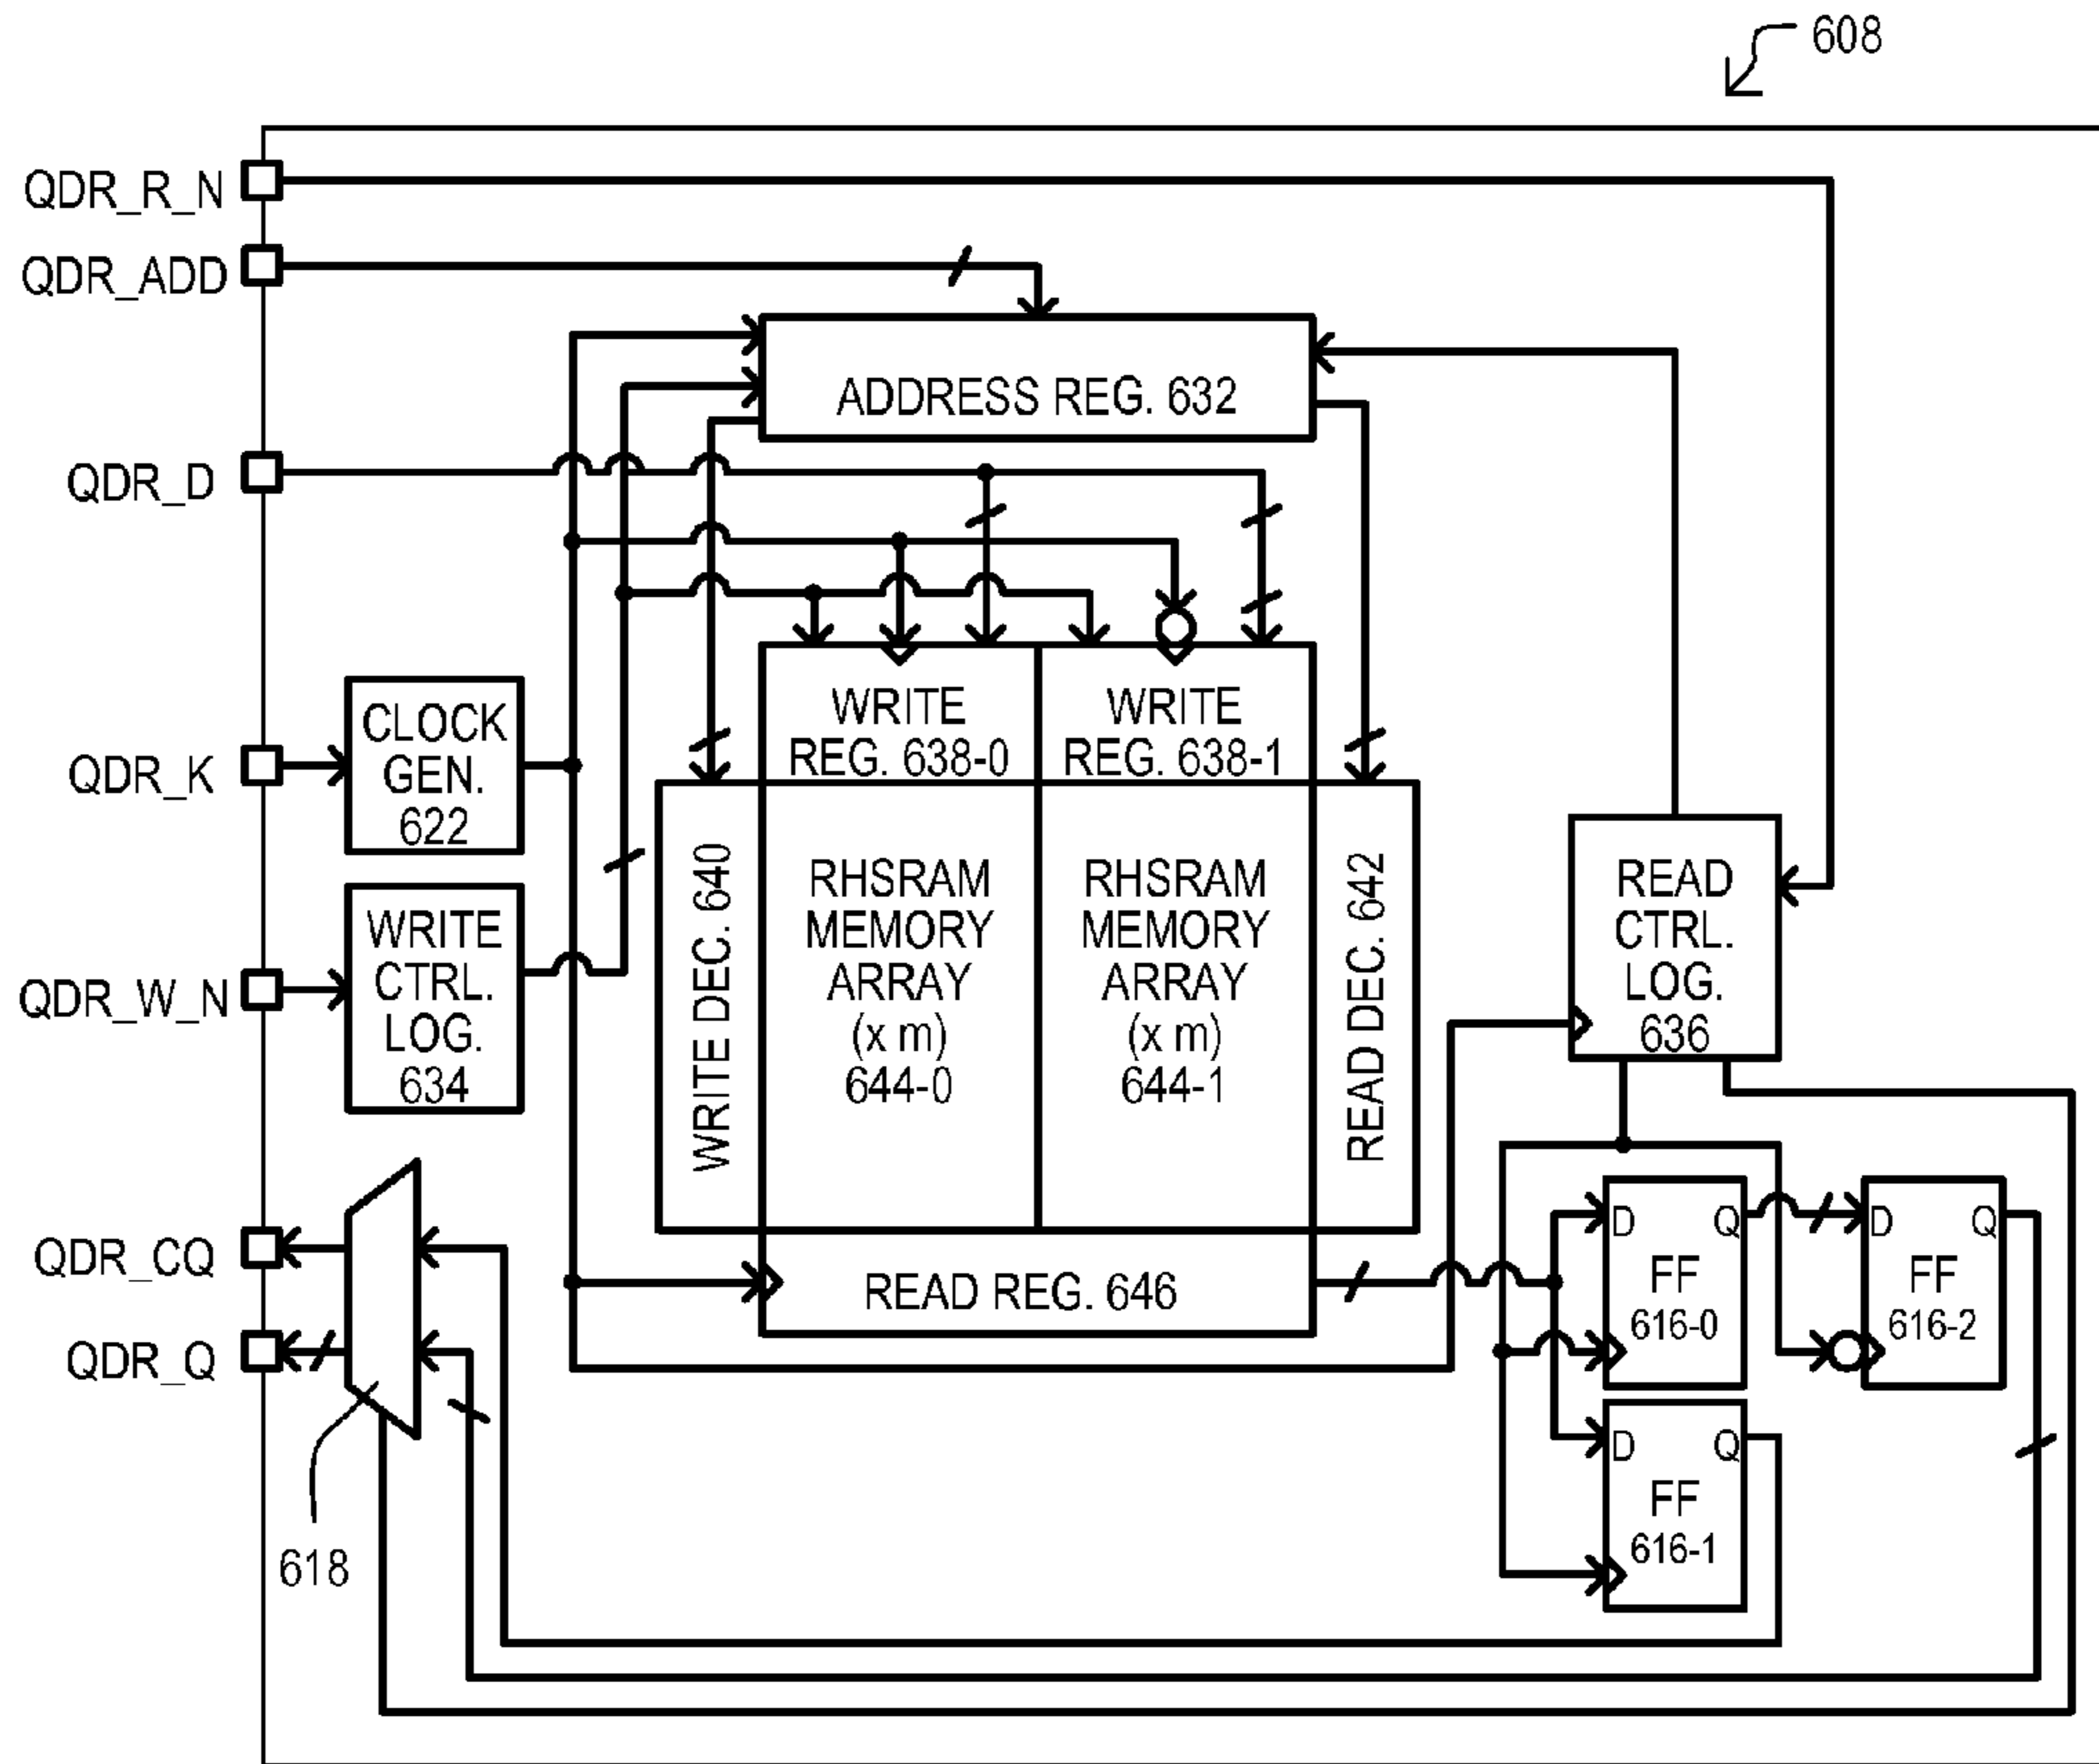 608
QDR_R_N
QDR_ADD
ADDRESS REG. 632
QDR_D
WRITE
REG. 638-0
WRITE
REG. 638-1
QDR_K
CLOCK
GEN.
622
QDR_W_N
WRITE
CTRL.
LOG.
634
WRITE DEC. 640
RHSRAM
MEMORY
ARRAY
(x m)
644-0
RHSRAM
MEMORY
ARRAY
(x m)
644-1
READ DEC. 642
READ
CTRL.
LOG.
636
QDR_CQ
QDR_Q
READ REG. 646
D Q
FF
616-0
D Q
FF
616-2
D Q
FF
616-1
618